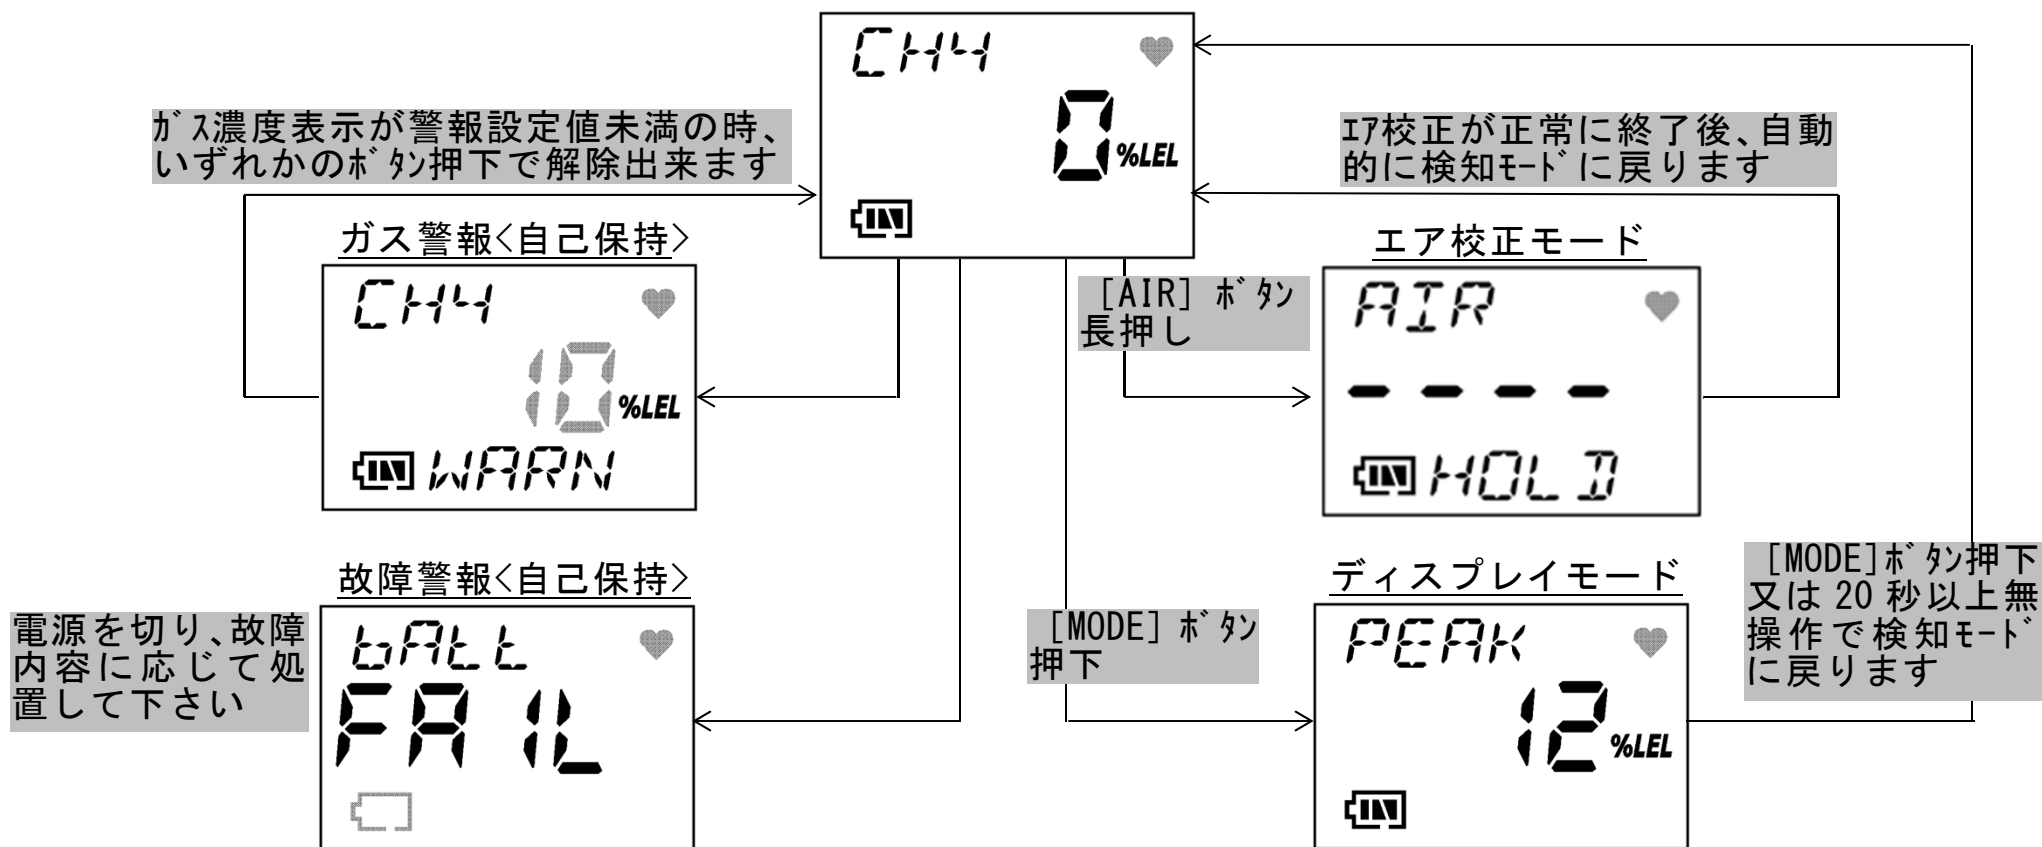 CH4
0 %LEL
ガス濃度表示が警報設定値未満の時、
いずれかのボタン押下で解除出来ます
エア校正が正常に終了後、自動
的に検知モードに戻ります
ガス警報<自己保持>
CH4
10 %LEL
WARN
[AIR] ボタン
長押し
エア校正モード
AIR
- - - -
HOLD
故障警報<自己保持>
電源を切り、故障
内容に応じて処
置して下さい
bAtt
FAIL
[MODE] ボタン
押下
ディスプレイモード
PEAK
12 %LEL
[MODE]ボタン押下
又は 20 秒以上無
操作で検知モード
に戻ります